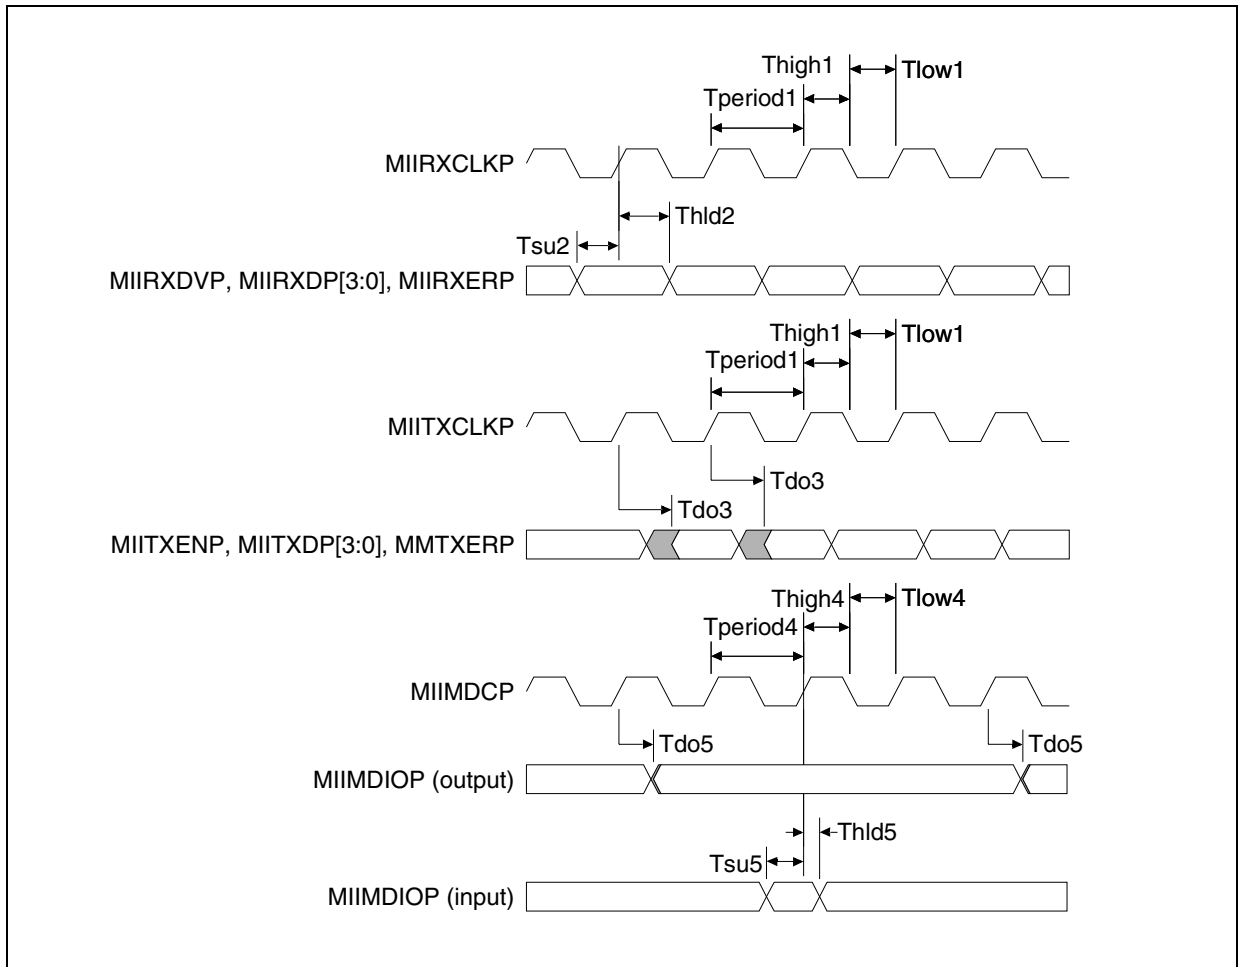 Thigh1
Tlow1
Tperiod1
MIIRXCLKP
Thld2
Tsu2
MIIRXDVP, MIIRXDP[3:0], MIIRXERP
Thigh1
Tlow1
Tperiod1
MIITXCLKP
Tdo3
Tdo3
MIITXENP, MIITXDP[3:0], MMTXERP
Thigh4
Tlow4
Tperiod4
MIIMDCP
Tdo5
Tdo5
MIIMDIOP (output)
Thld5
Tsu5
MIIMDIOP (input)